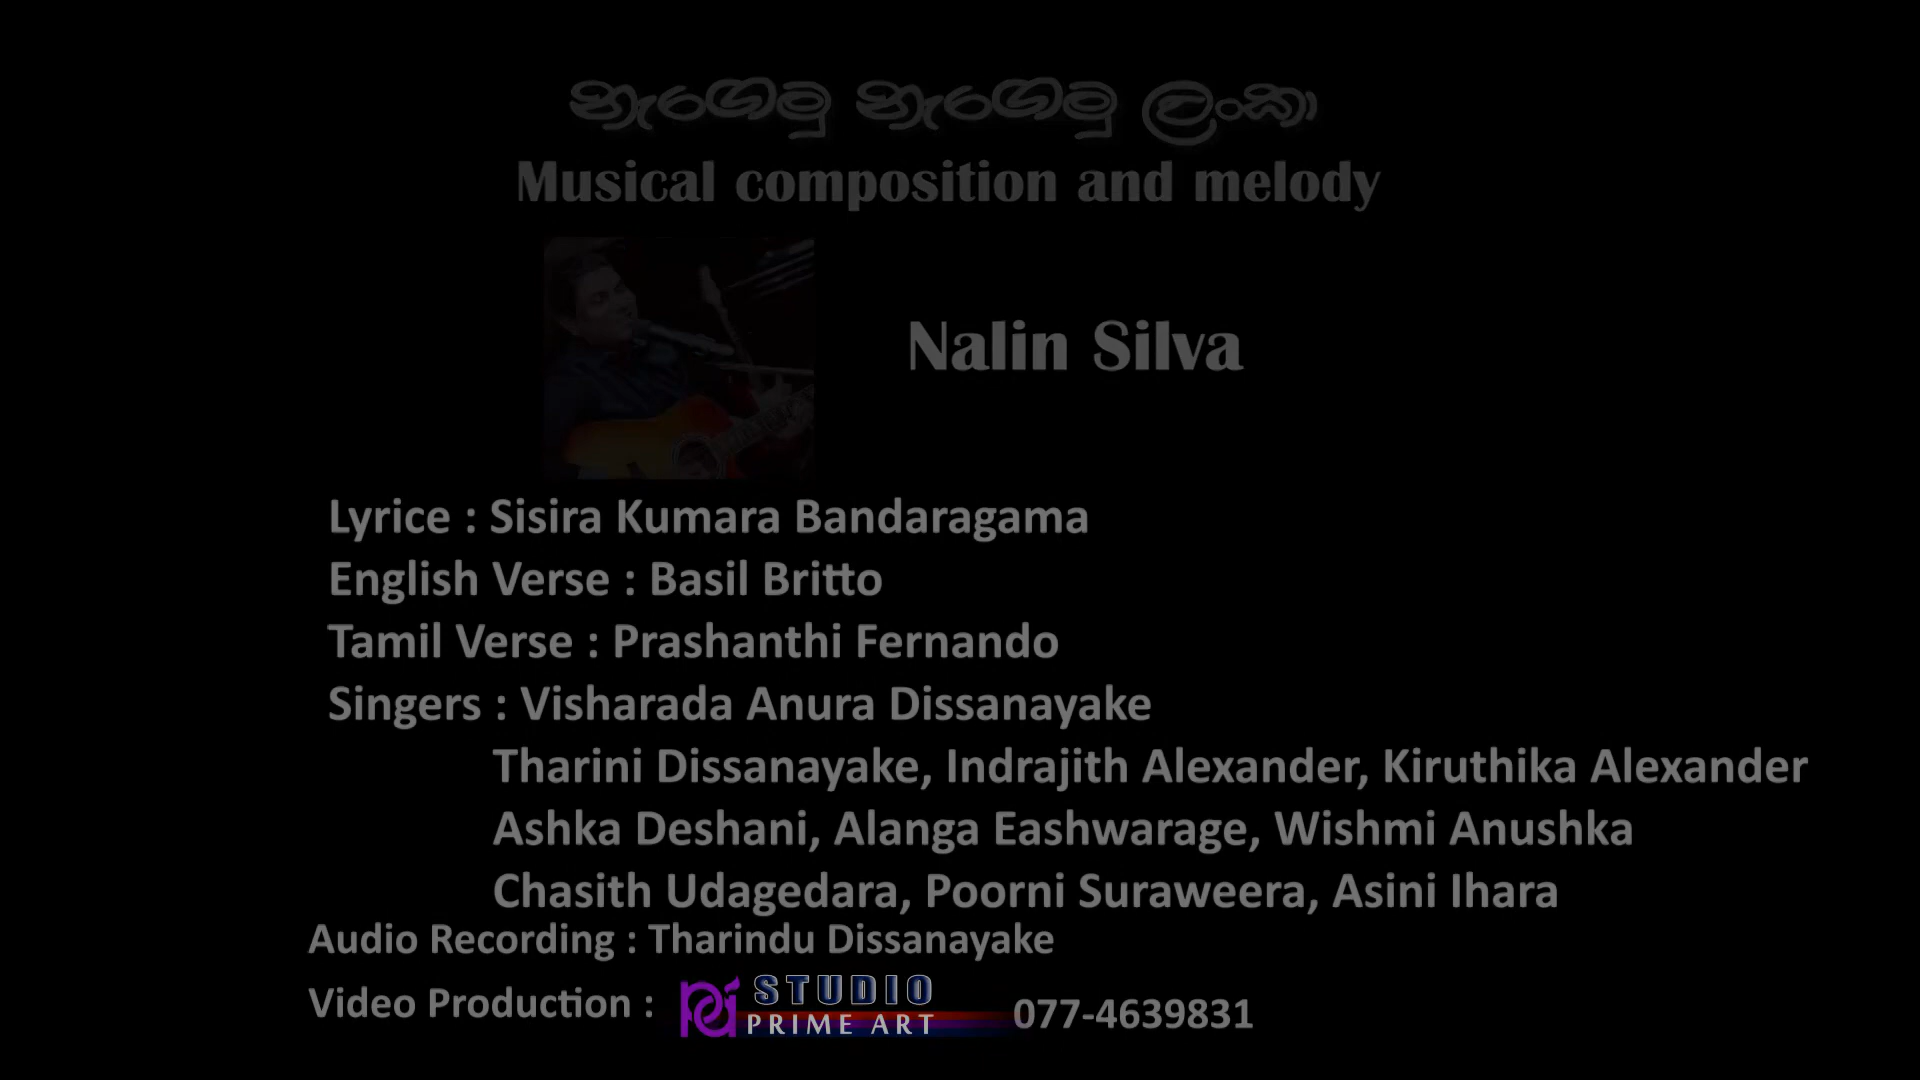 නැගෙමු නැගෙමු ලංකා
Musical composition and melody
Nalin Silva
Lyrice : Sisira Kumara Bandaragama
English Verse : Basil Britto
Tamil Verse : Prashanthi Fernando
Singers : Visharada Anura Dissanayake
Tharini Dissanayake, Indrajith Alexander, Kiruthika Alexander
Ashka Deshani, Alanga Eashwarage, Wishmi Anushka
Chasith Udagedara, Poorni Suraweera, Asini Ihara
Audio Recording : Tharindu Dissanayake
Video Production : STUDIO PRIME ART 077-4639831